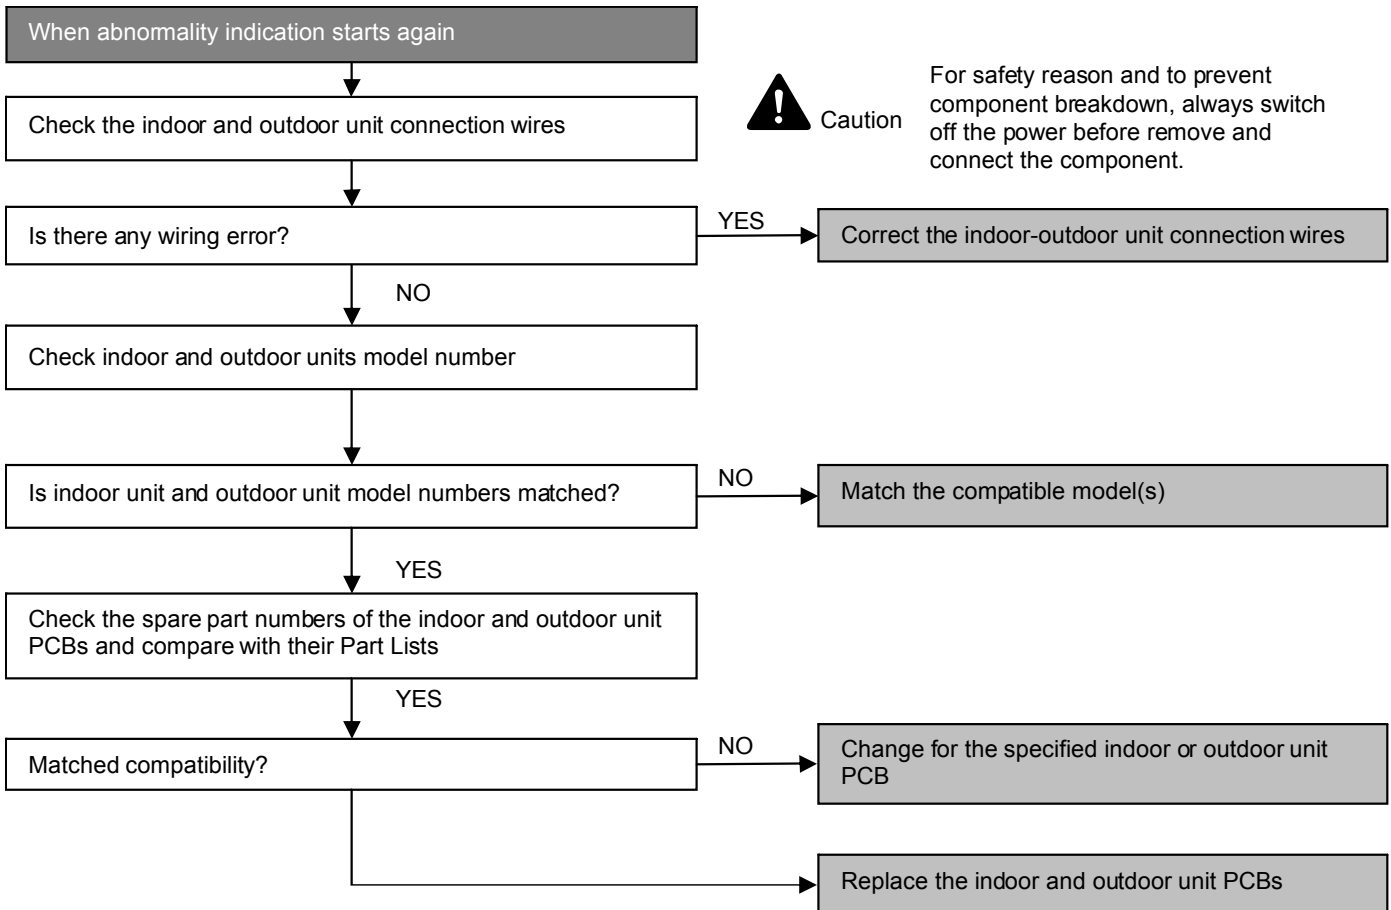 When abnormality indication starts again
For safety reason and to prevent
component breakdown, always switch
off the power before remove and
connect the component.
Caution
Check the indoor and outdoor unit connection wires
Is there any wiring error?
YES
Correct the indoor-outdoor unit connection wires
NO
Check indoor and outdoor units model number
Is indoor unit and outdoor unit model numbers matched?
NO
Match the compatible model(s)
YES
Check the spare part numbers of the indoor and outdoor unit
PCBs and compare with their Part Lists
YES
Matched compatibility?
NO
Change for the specified indoor or outdoor unit
PCB
Replace the indoor and outdoor unit PCBs